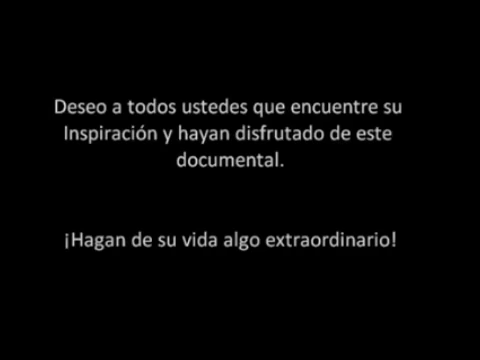 Deseo a todos ustedes que encuentre su
Inspiración y hayan disfrutado de este
documental.
¡Hagan de su vida algo extraordinario!